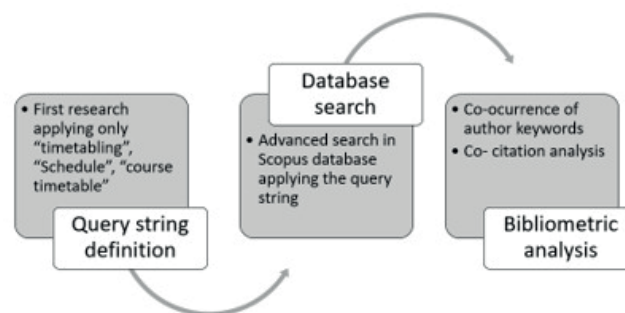 • First research
applying only
“timetabling”,
“Schedule”, “course
timetable”
Query string
definition
Database
search
• Advanced search in
Scopus database
applying the query
string
• Co-ocurrence of
author keywords
• Co- citation analysis
Bibliometric
analysis